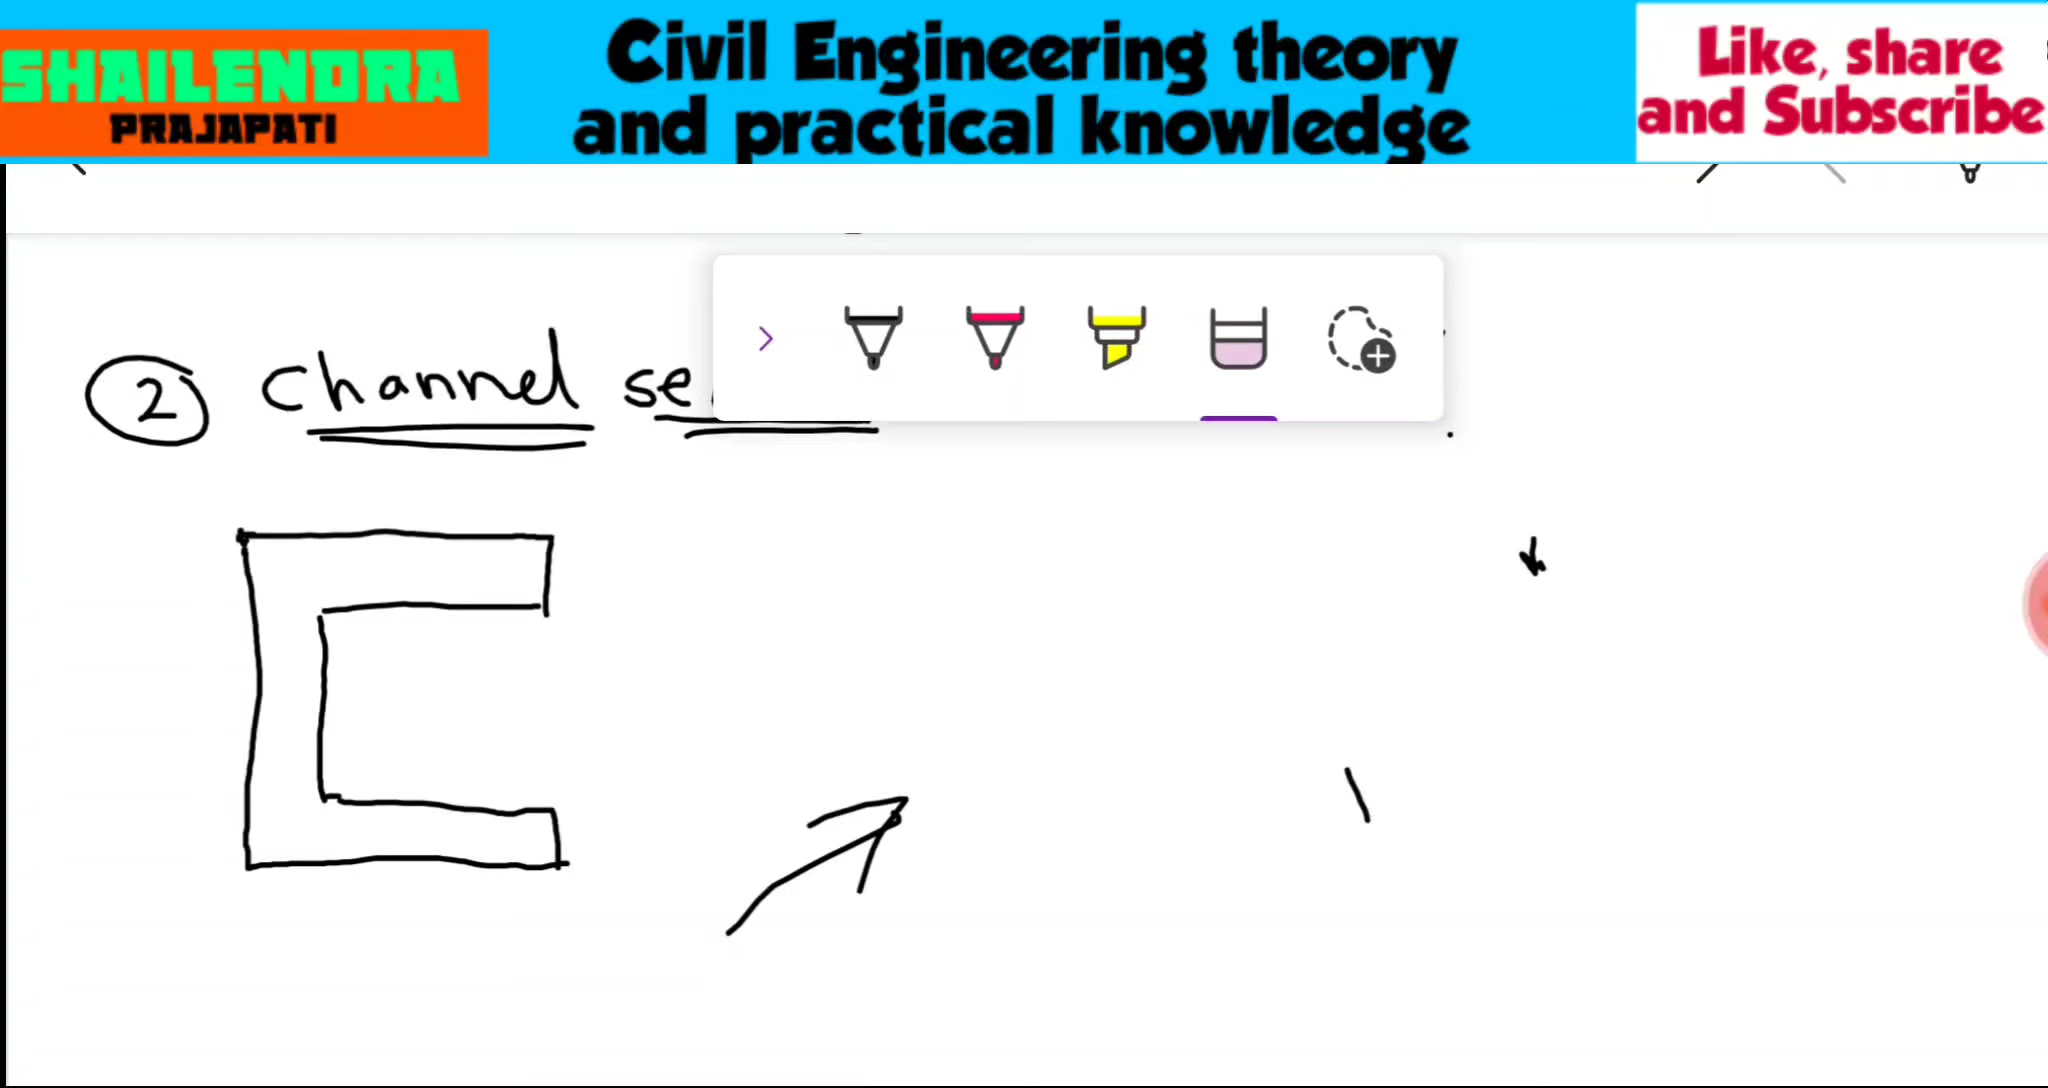 SHAILENDRA
PRAJAPATI
Civil Engineering theory
and practical knowledge
Like, share
and Subscribe
② Channel se